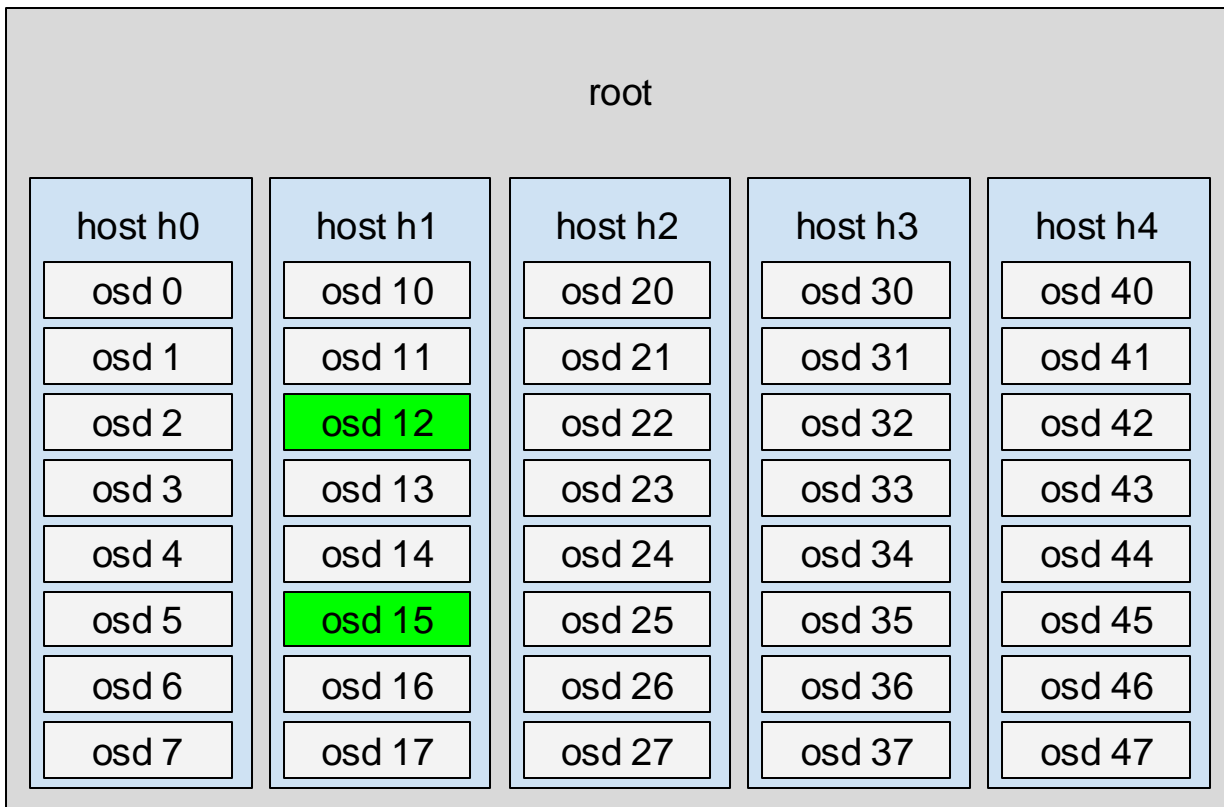 root
host h0
osd 0
osd 1
osd 2
osd 3
osd 4
osd 5
osd 6
osd 7
host h1
osd 10
osd 11
osd 12
osd 13
osd 14
osd 15
osd 16
osd 17
host h2
osd 20
osd 21
osd 22
osd 23
osd 24
osd 25
osd 26
osd 27
host h3
osd 30
osd 31
osd 32
osd 33
osd 34
osd 35
osd 36
osd 37
host h4
osd 40
osd 41
osd 42
osd 43
osd 44
osd 45
osd 46
osd 47